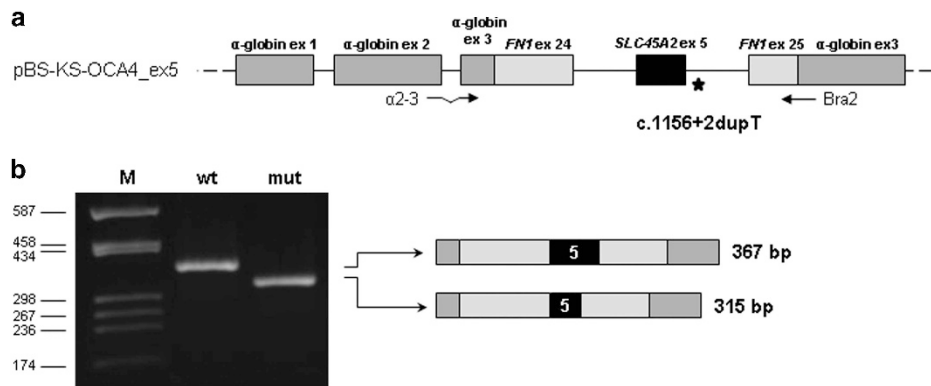 a
α-globin ex 1
α-globin ex 2
α-globin
ex 3
FN1 ex 24
SLC45A2 ex 5
FN1 ex 25
α-globin ex3
pBS-KS-OCA4_ex5
α2-3
Bra2
c.1156+2dupT
b
M
wt
mut
587
458
434
298
267
236
174
5
367 bp
5
315 bp